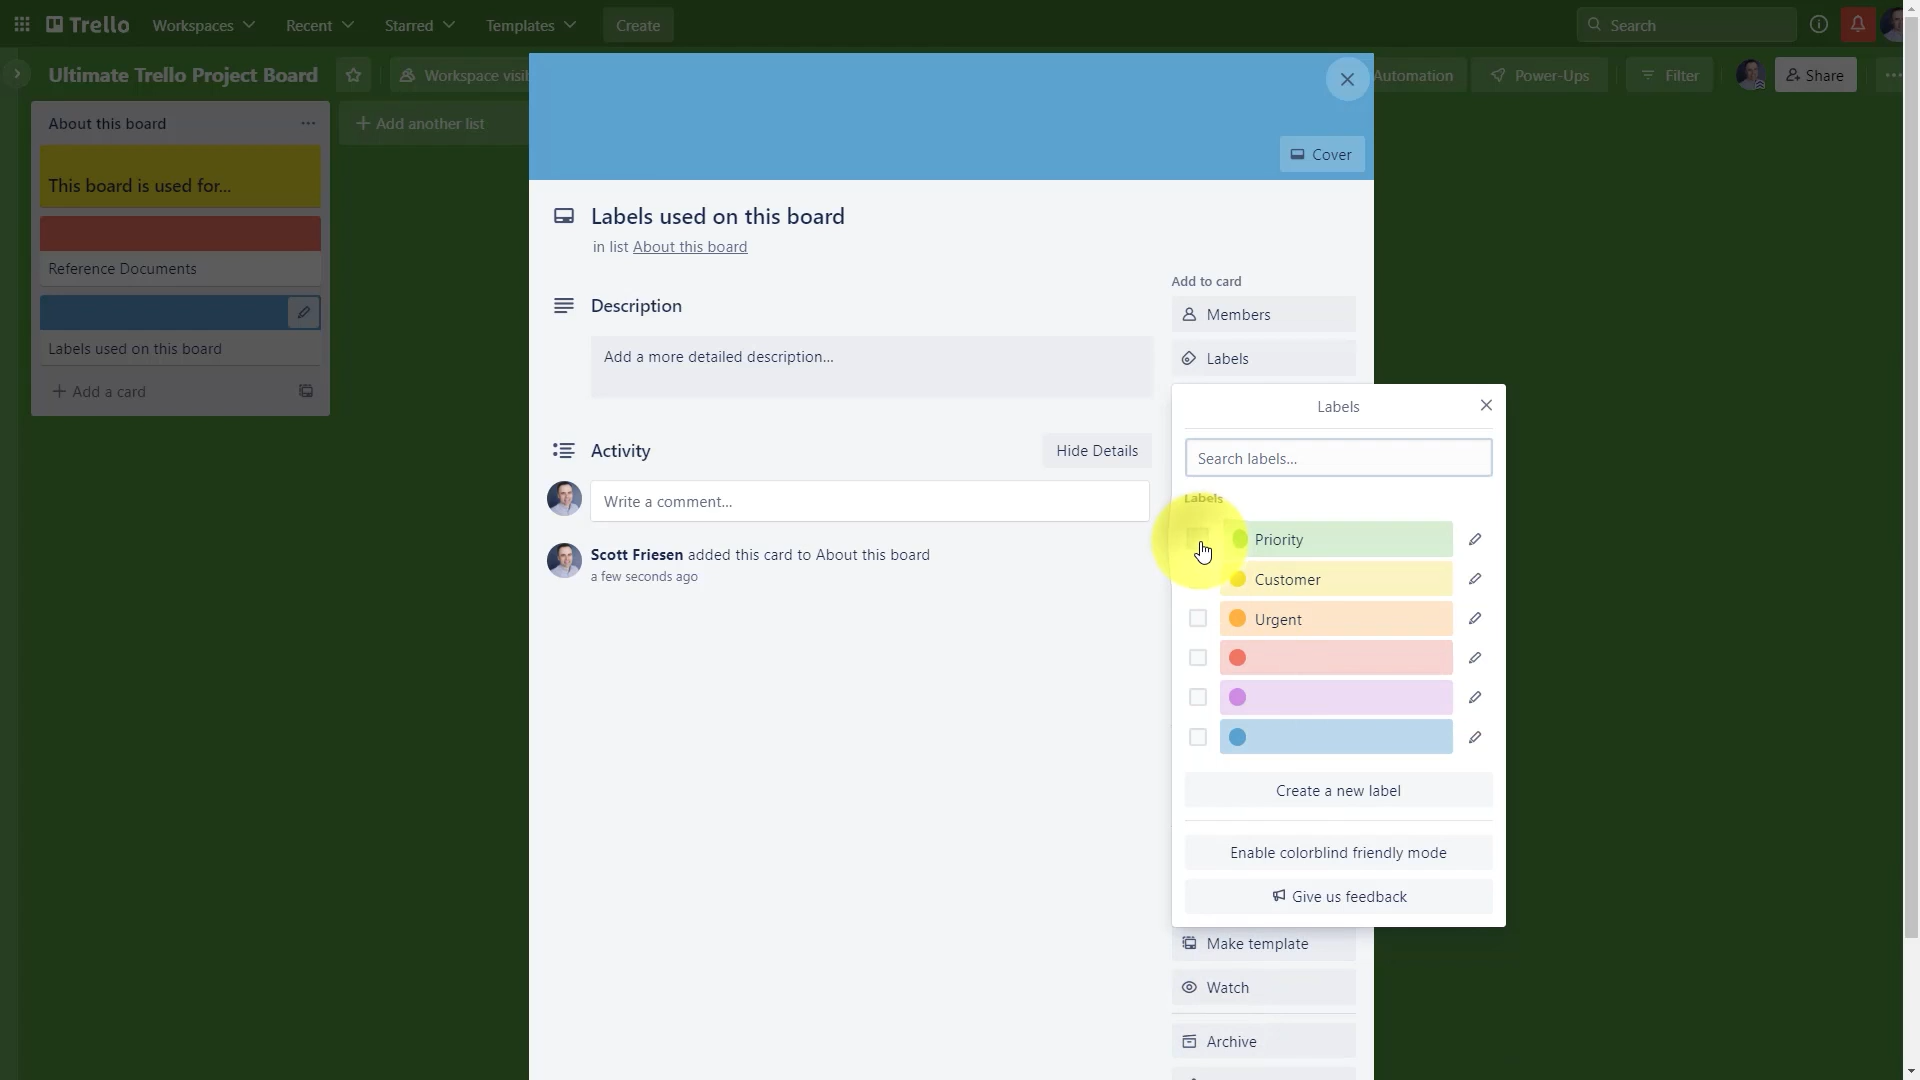 Trello
Workspaces
Recent
Starred
Templates
Create
Search
Ultimate Trello Project Board
Workspace visi
Automation
Power-Ups
Filter
Share
About this board
This board is used for...
Reference Documents
Labels used on this board
+ Add a card
+ Add another list
Cover
Labels used on this board
in list About this board
Description
Add a more detailed description...
Activity
Hide Details
Write a comment...
Scott Friesen added this card to About this board
a few seconds ago
Add to card
Members
Labels
Labels
Search labels...
Labels
Priority
Customer
Urgent
Create a new label
Enable colorblind friendly mode
Give us feedback
Make template
Watch
Archive